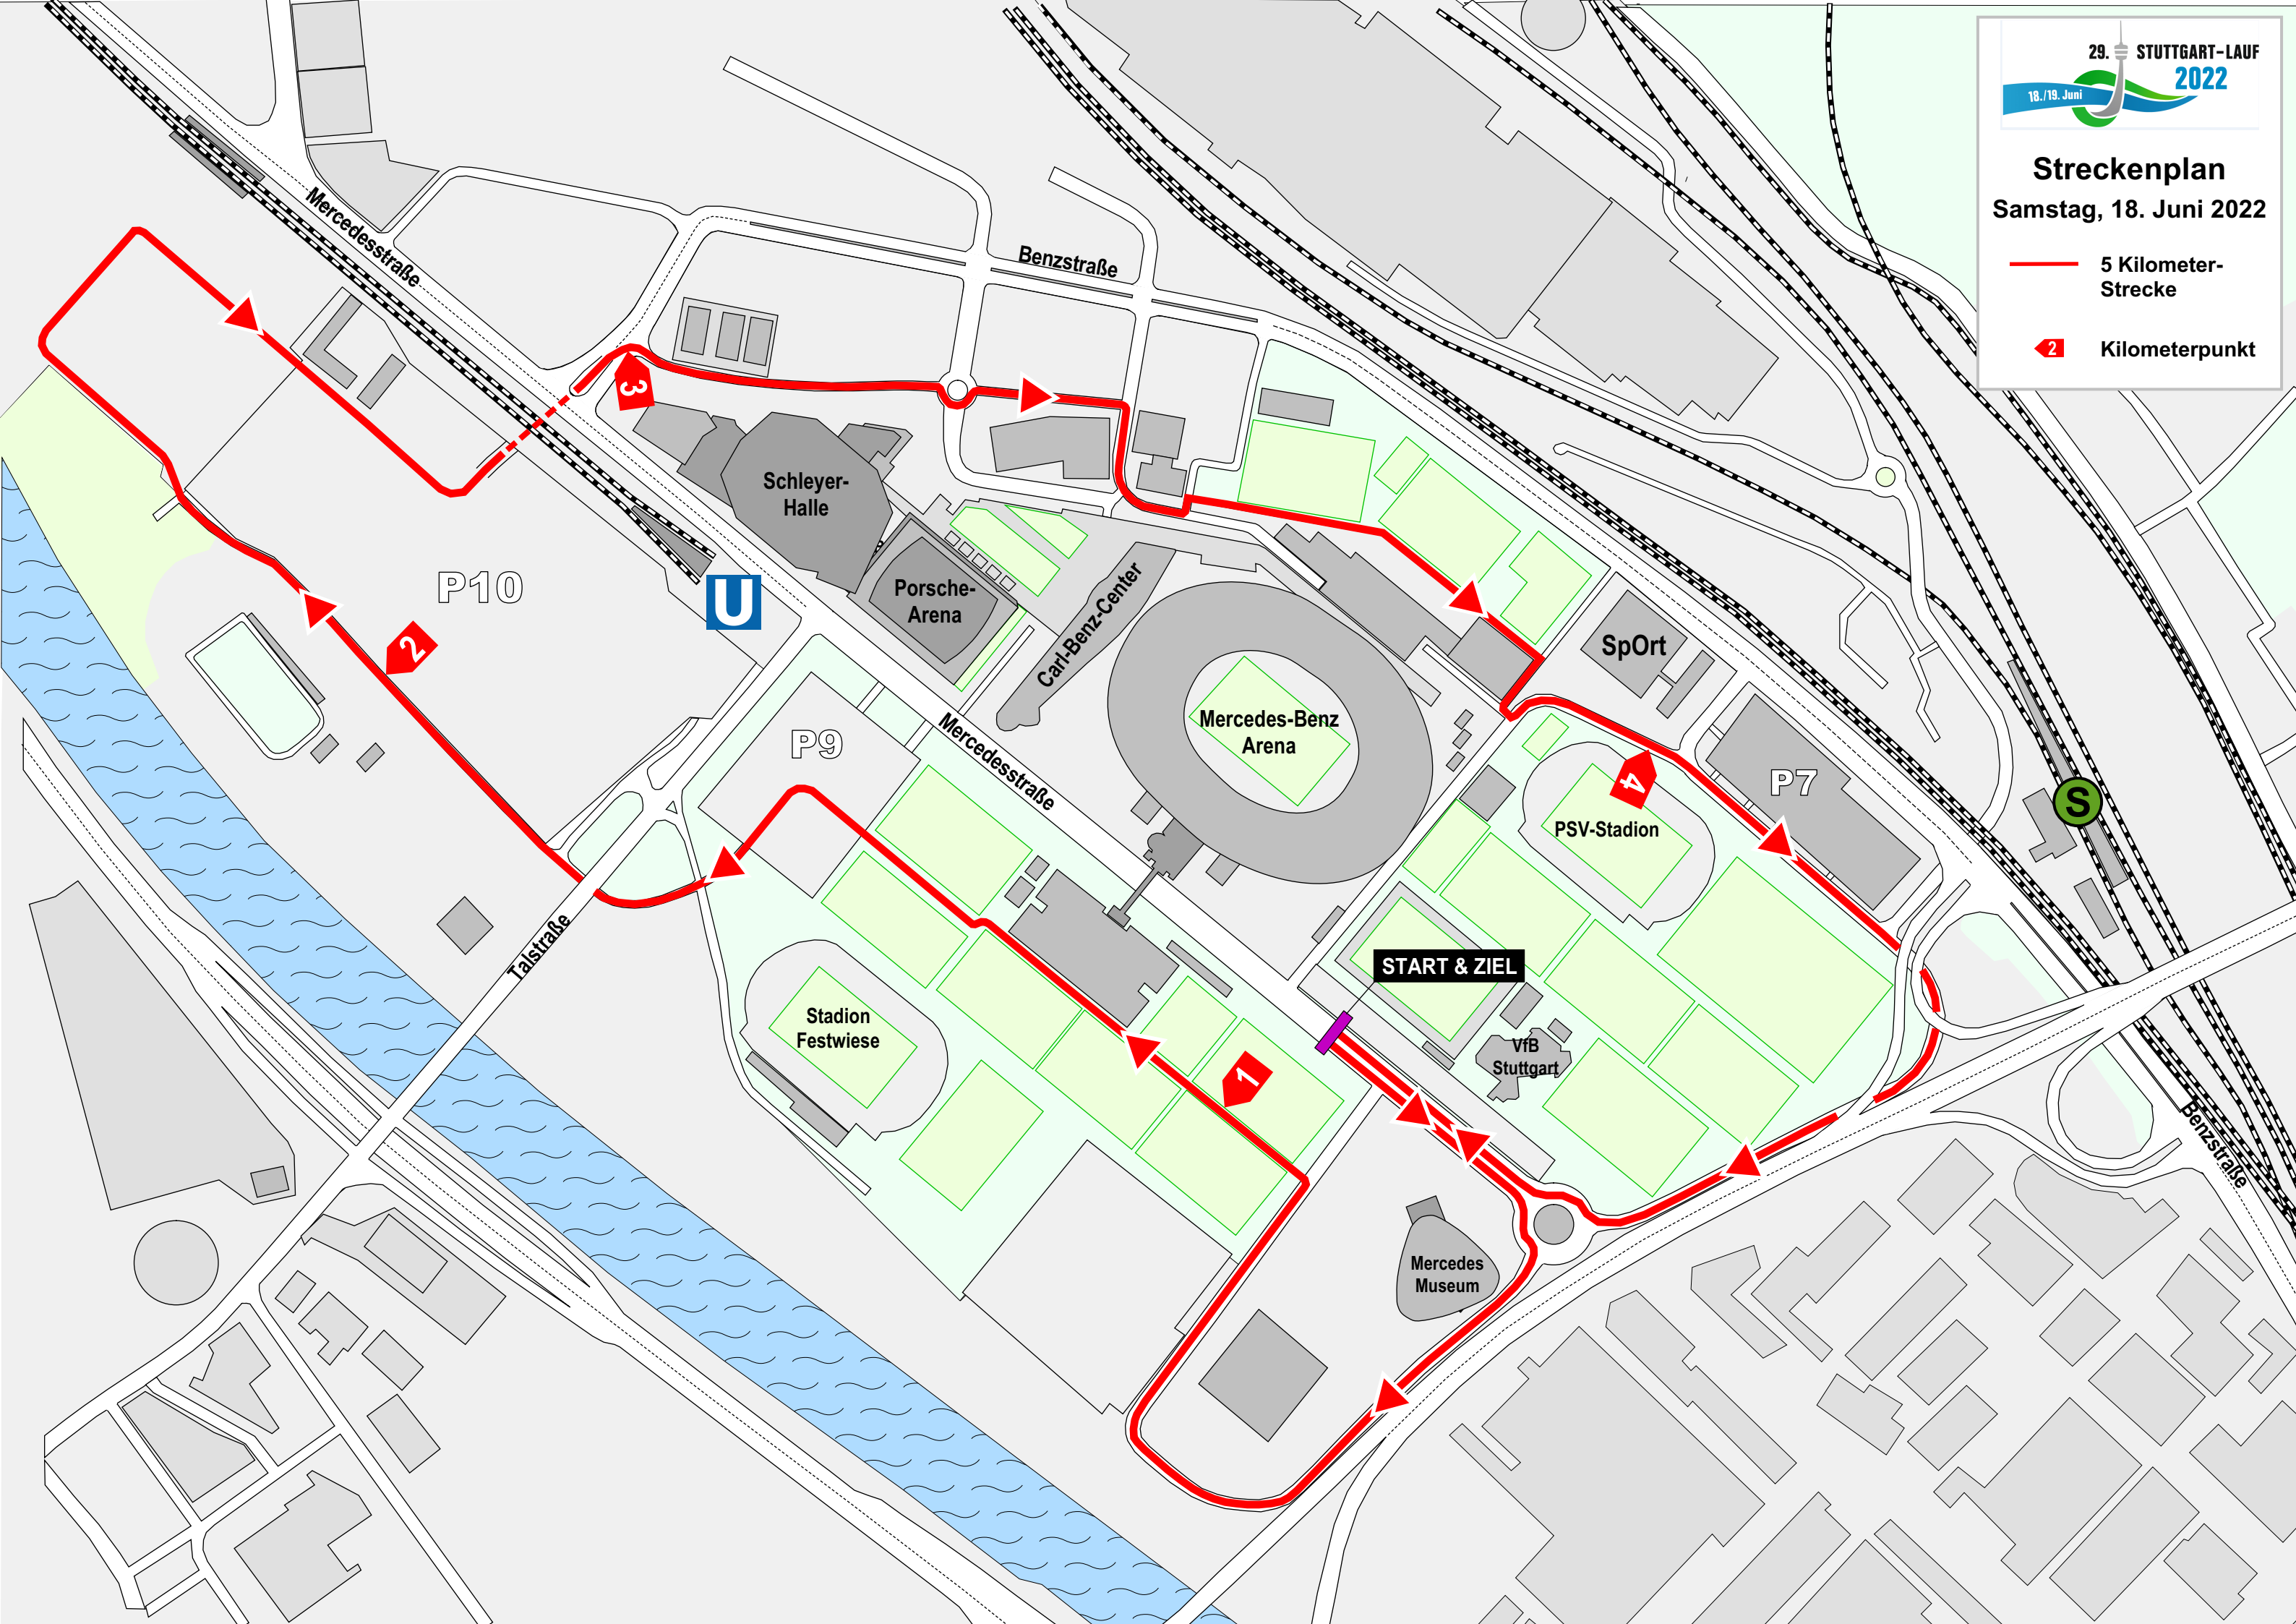 29. STUTTGART-LAUF
2022
18./19. Juni
Streckenplan
Samstag, 18. Juni 2022
5 Kilometer-
Strecke
2
Kilometerpunkt
Mercedesstraße
Benzstraße
3
Schleyer-
Halle
P10
U
Porsche-
Arena
Carl-Benz-Center
SpOrt
2
Mercedes-Benz
Arena
P9
Mercedesstraße
4
P7
S
PSV-Stadion
Talstraße
START & ZIEL
Stadion
Festwiese
VfB
Stuttgart
1
Benzstraße
Mercedes
Museum